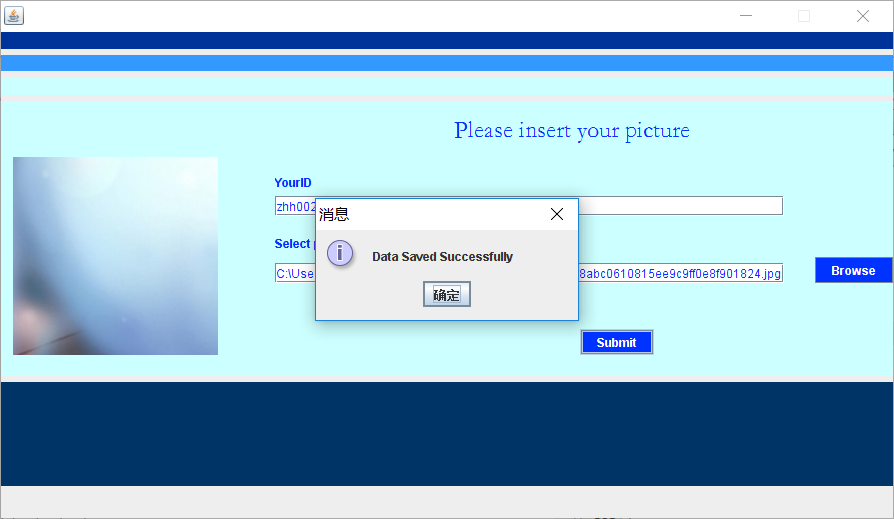 Please insert your picture
YourID
zhh002
消息
Select
Data Saved Successfully
C:\Use 8abc0610815ee9c9ff0e8f901824.jpg
Browse
确定
Submit